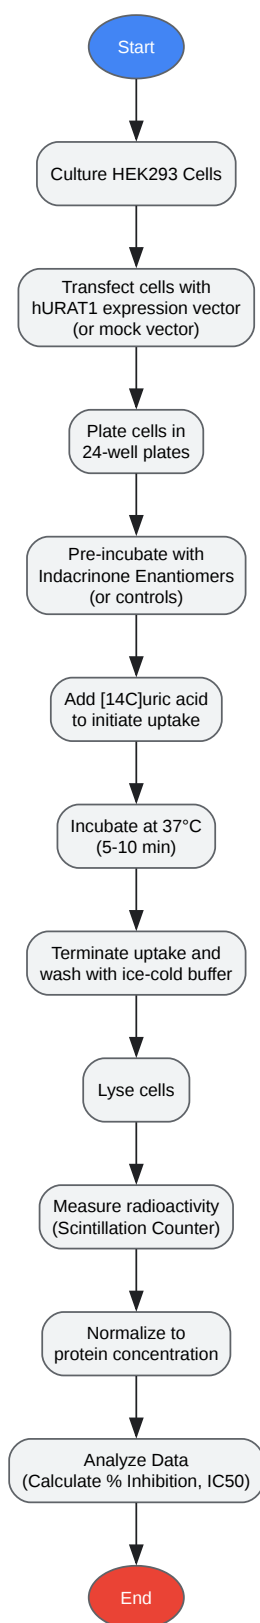 Start
Culture HEK293 Cells
Transfect cells with
hURAT1 expression vector
(or mock vector)
Plate cells in
24-well plates
Pre-incubate with
Indacrinone Enantiomers
(or controls)
Add [14C]uric acid
to initiate uptake
Incubate at 37°C
(5-10 min)
Terminate uptake and
wash with ice-cold buffer
Lyse cells
Measure radioactivity
(Scintillation Counter)
Normalize to
protein concentration
Analyze Data
(Calculate % Inhibition, IC50)
End